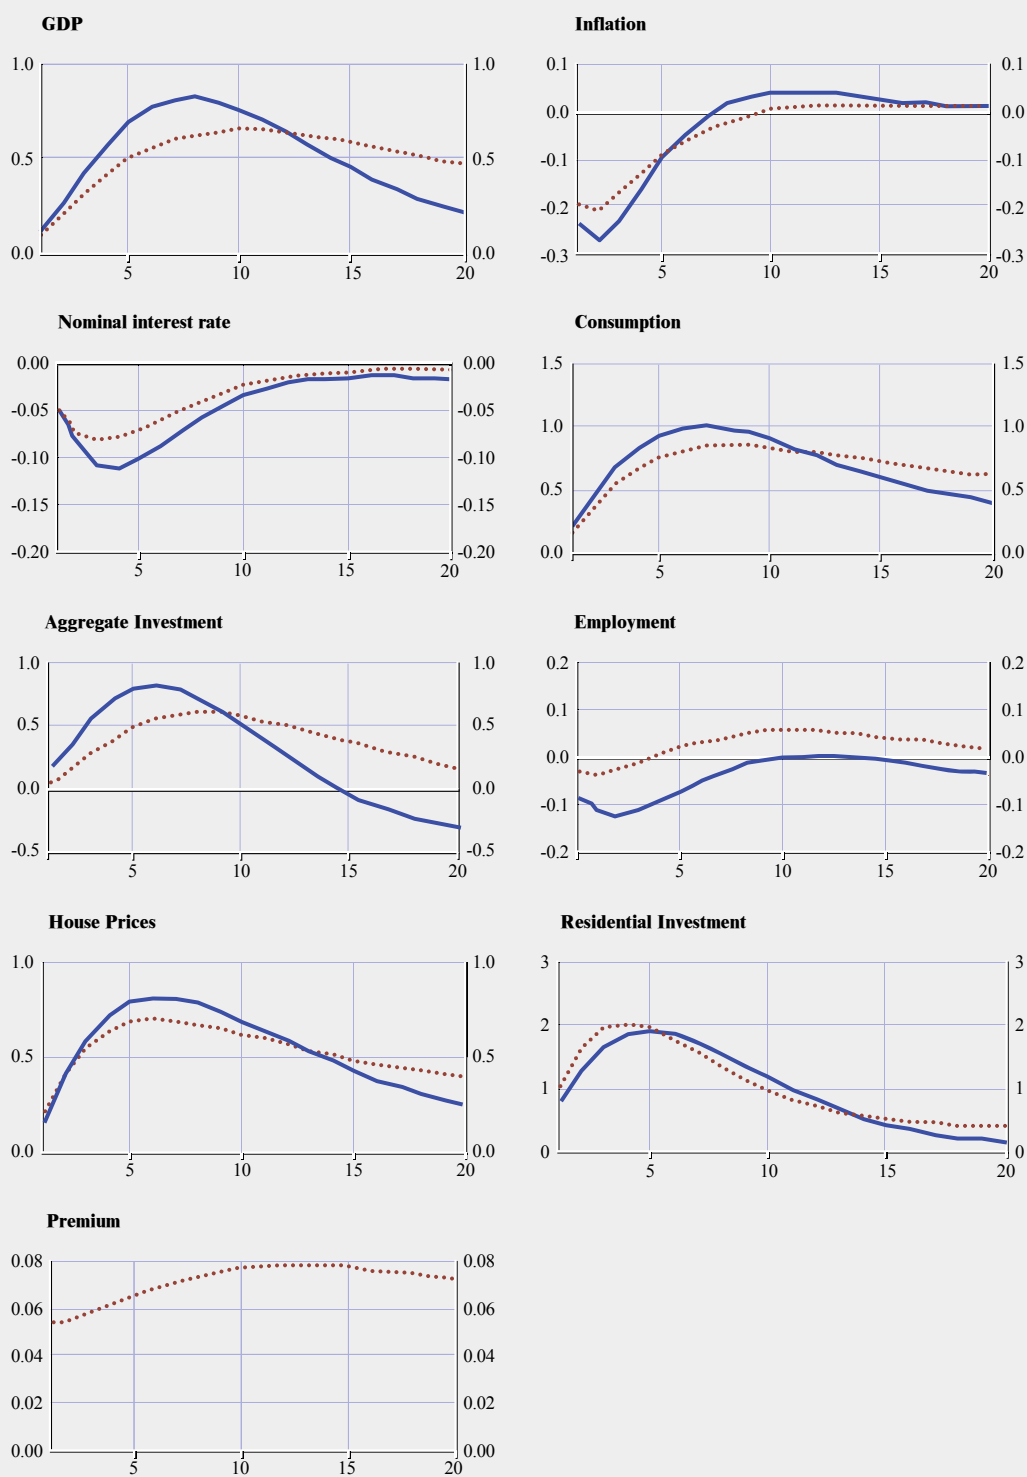 GDP
Inflation
1.0 1.0 0.1 0.1
0.0 0.0
0.5 0.5 -0.1 -0.1
-0.2 -0.2
0.0 0.0 -0.3 -0.3
5 10 15 20 5 10 15 20
Nominal interest rate
Consumption
0.00 0.00 1.5 1.5
-0.05 -0.05 1.0 1.0
-0.10 -0.10
-0.15 -0.15 0.5 0.5
-0.20 -0.20 0.0 0.0
5 10 15 20 5 10 15 20
Aggregate Investment
Employment
1.0 1.0 0.2 0.2
0.5 0.5 0.1 0.1
0.0 0.0 0.0 0.0
-0.1 -0.1
-0.5 -0.5 -0.2 -0.2
5 10 15 20 5 10 15 20
House Prices
Residential Investment
1.0 1.0 3 3
2 2
0.5 0.5 1 1
0.0 0.0 0 0
5 10 15 20 5 10 15 20
Premium
0.08 0.08
0.06 0.06
0.04 0.04
0.02 0.02
0.00 0.00
5 10 15 20